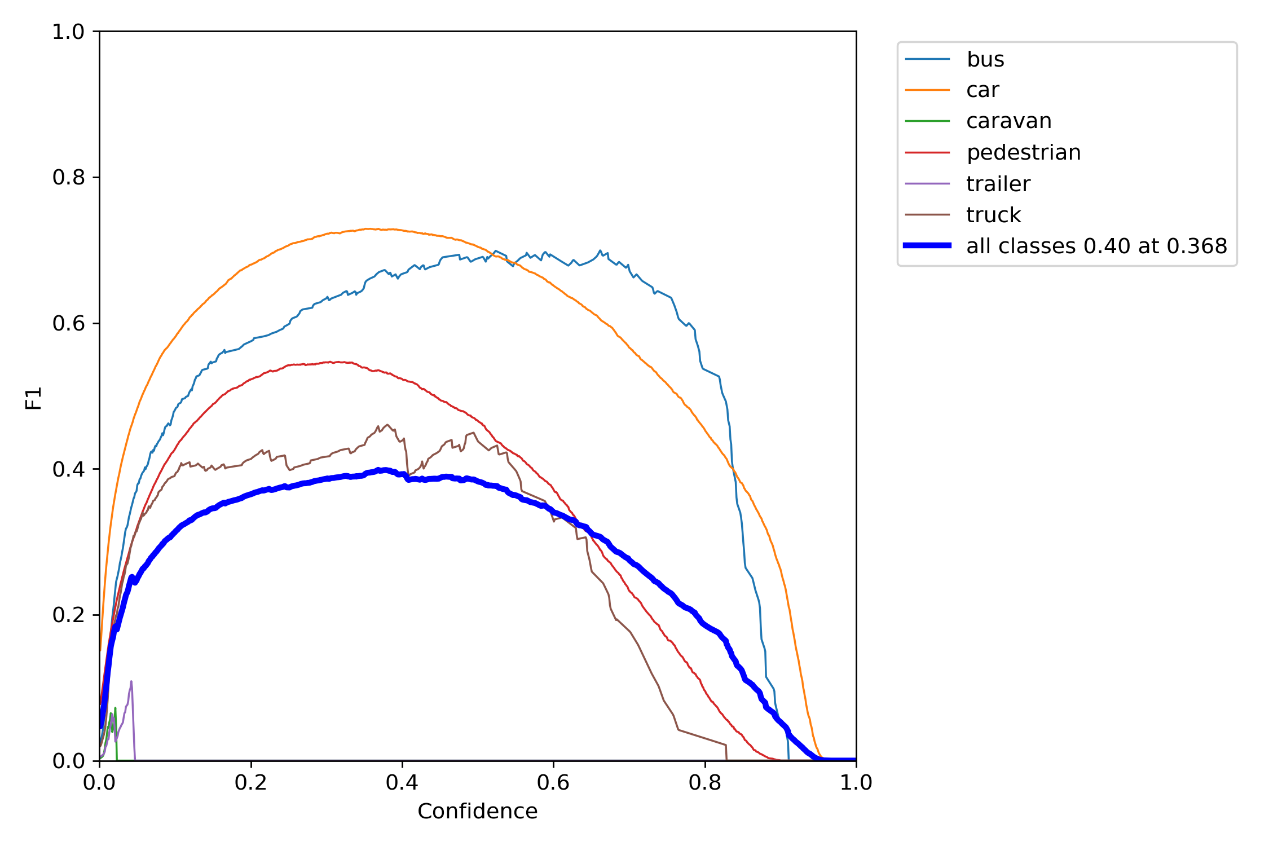 1.0
0.8
0.6
0.4
0.2
0.0
F1
0.0 0.2 0.4 0.6 0.8 1.0
Confidence
bus
car
caravan
pedestrian
trailer
truck
all classes 0.40 at 0.368